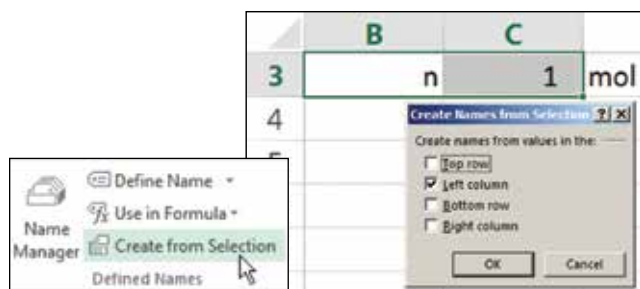 B C
3 n 1 mol
4
Create Names from Selection ? X
Create names from values in the:
Top row
Left column
Bottom row
Right column
OK Cancel
Define Name
Use in Formula
Create from Selection
Name
Manager
Defined Names